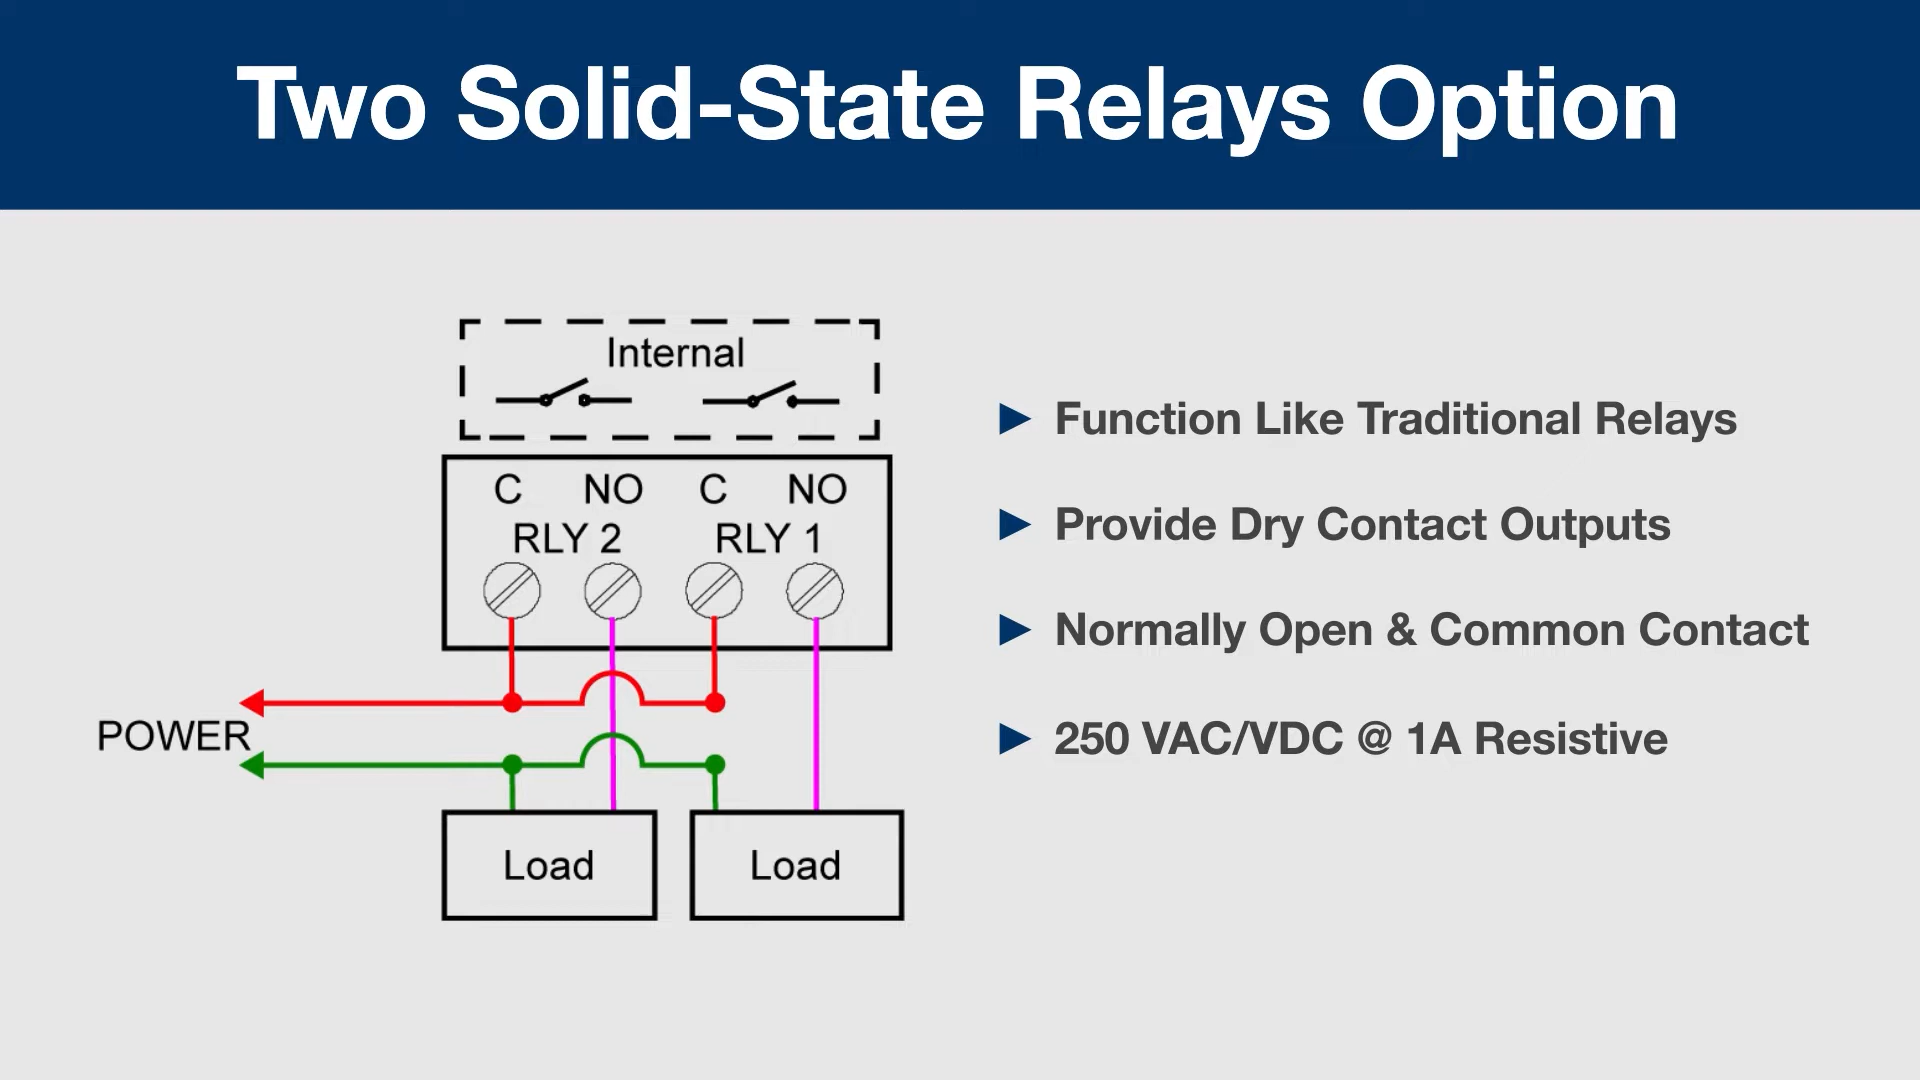 Two Solid-State Relays Option
Internal
C NO C NO
RLY 2 RLY 1
POWER
Load Load
Function Like Traditional Relays
Provide Dry Contact Outputs
Normally Open & Common Contact
250 VAC/VDC @ 1A Resistive